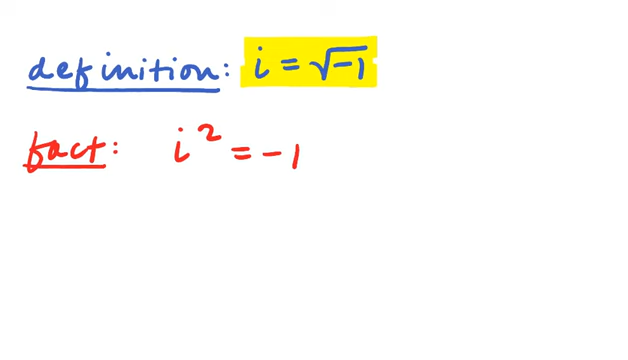 definition: i = √-1
fact: i² = -1